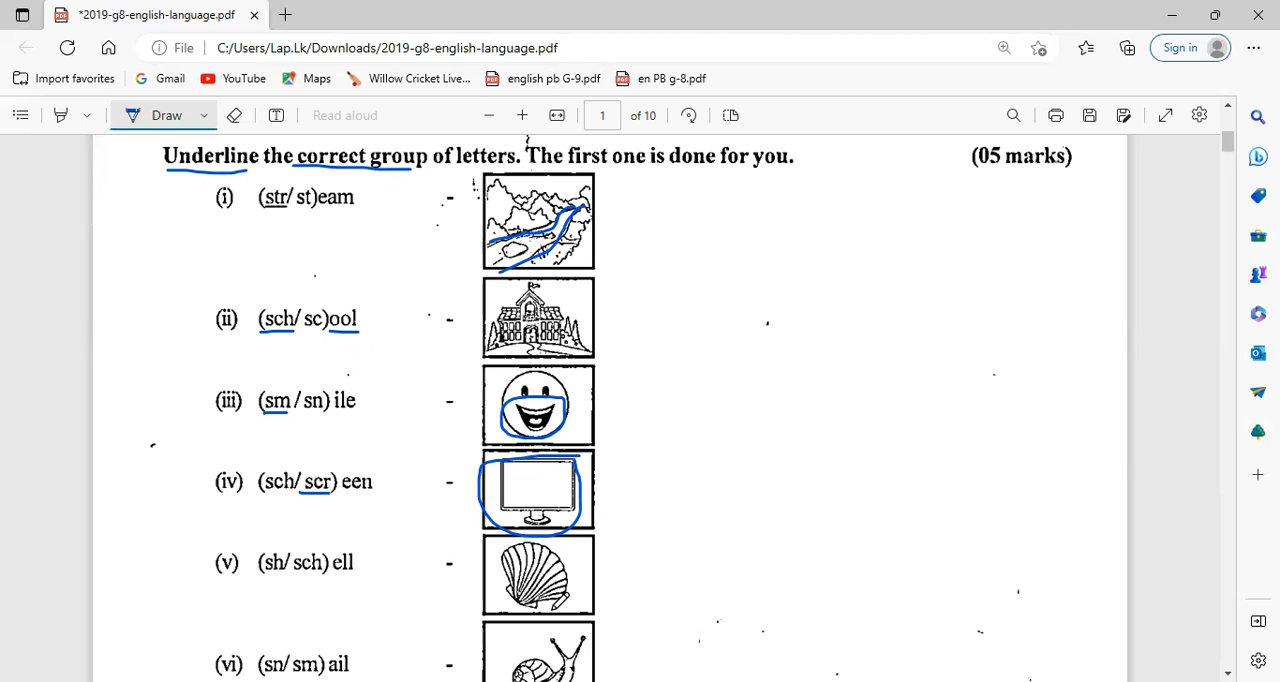 *2019-g8-english-language.pdf
File C:/Users/Lap.Lk/Downloads/2019-g8-english-language.pdf Sign in
Import favorites Gmail YouTube Maps Willow Cricket Live... english pb G-9.pdf en PB g-8.pdf
Draw Read aloud 1 of 10
Underline the correct group of letters. The first one is done for you. (05 marks)
(i) (str/ st)eam -
(ii) (sch/ sc)ool -
(iii) (sm / sn) ile -
(iv) (sch/ scr) een -
(v) (sh/ sch) ell -
(vi) (sn/ sm) ail -